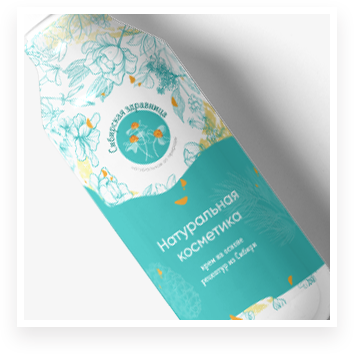 Сибирская здравница
Натуральная
косметика
крем на основе
рецептур из Сибири